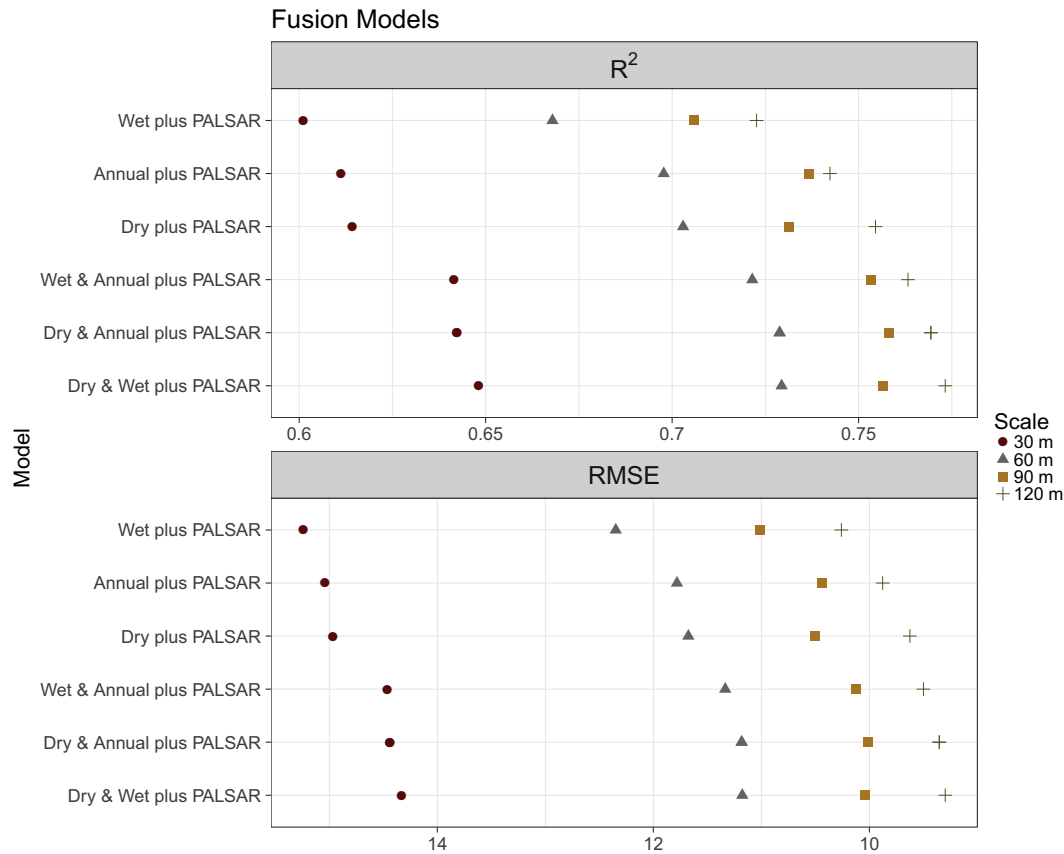 Fusion Models
R²
Wet plus PALSAR
Annual plus PALSAR
Dry plus PALSAR
Wet & Annual plus PALSAR
Dry & Annual plus PALSAR
Dry & Wet plus PALSAR
0.6 0.65 0.7 0.75
Model
Scale
30 m
60 m
90 m
120 m
RMSE
Wet plus PALSAR
Annual plus PALSAR
Dry plus PALSAR
Wet & Annual plus PALSAR
Dry & Annual plus PALSAR
Dry & Wet plus PALSAR
14 12 10